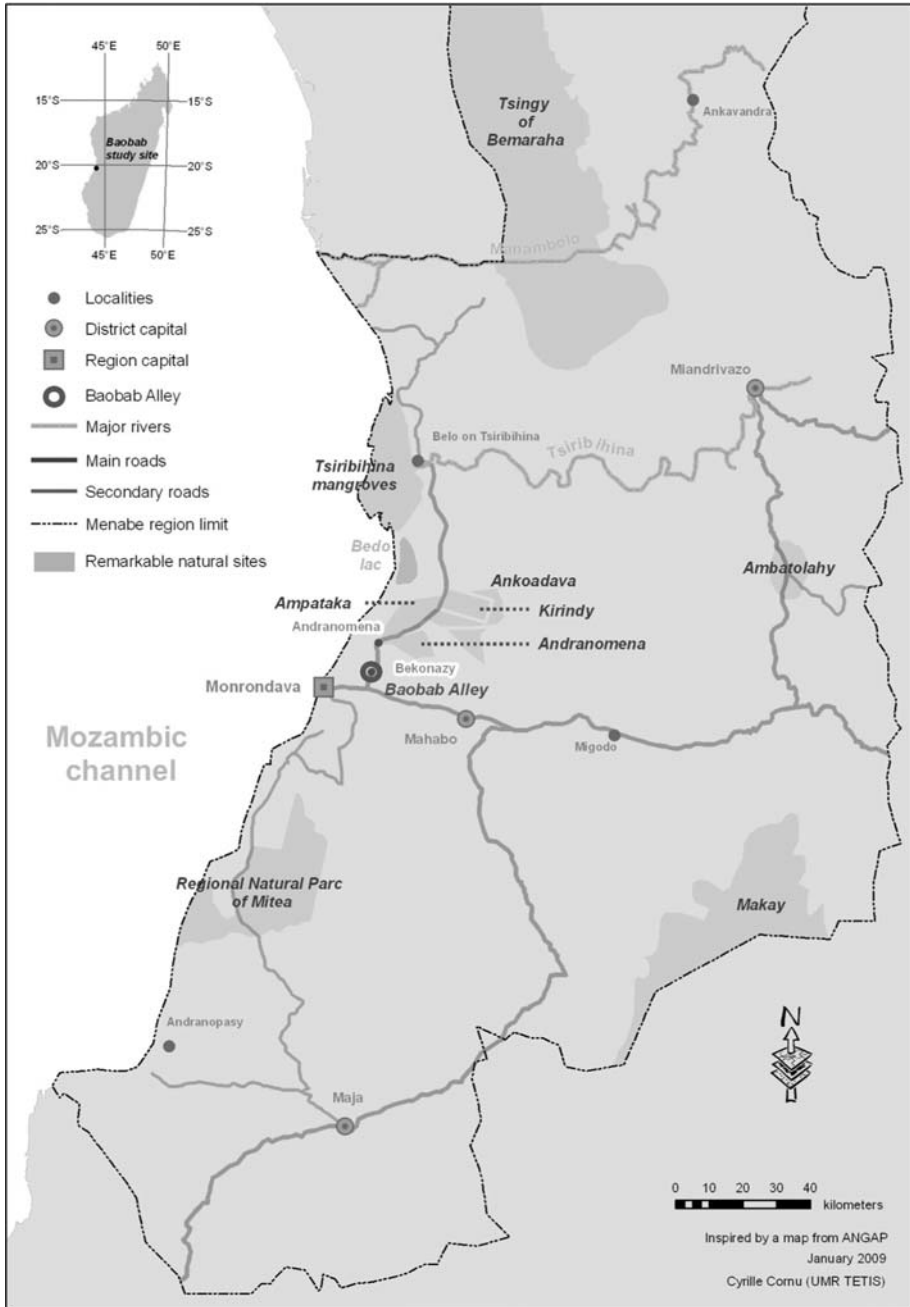 45°E 50°E
15°S 15°S
Baobab
study site
20°S 20°S
25°S 25°S
45°E 50°E
Localities
District capital
Region capital
Baobab Alley
Major rivers
Main roads
Secondary roads
Menabe region limit
Remarkable natural sites
Tsingy
of
Bemaraha
Ankavandra
Manambolo
Miandrivazo
Belo on Tsiribihina
Tsiribihina
Tsiribihina
mangroves
Bedo
lac
Ankoadava
Ambatolahy
Ampataka
Kirindy
Andranomena
Andranomena
Bekonazy
Monrondava
Baobab Alley
Mahabo
Migodo
Mozambic
channel
Regional Natural Parc
of Mitea
Makay
Andranopasy
Maja
N
0 10 20 30 40
kilometers
Inspired by a map from ANGAP
January 2009
Cyrille Cornu (UMR TETIS)